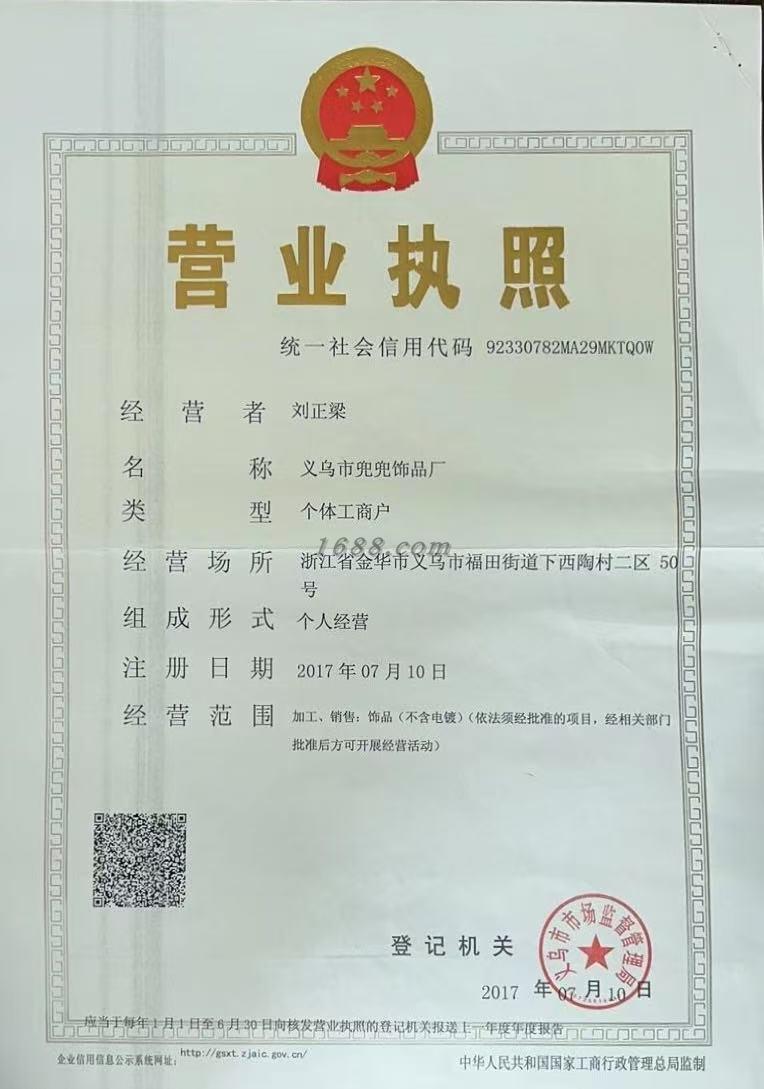 营业执照
统一社会信用代码 92330782MA29MKTQ0W
经营者 刘正梁
名称 义乌市兜兜饰品厂
类型 个体工商户
1688.com
经营场所 浙江省金华市义乌市福田街道下西陶村二区 50
号
组成形式 个人经营
注册日期 2017 年 07 月 10 日
经营范围 加工、销售：饰品（不含电镀）（依法须经批准的项目，经相关部门
批准后方可开展经营活动）
义乌市市场监督管理局
登记机关
2017 年 07 月 10 日
应当于每年1月1日至6月30日向核发营业执照的登记机关报送上一年度年度报告
企业信用信息公示系统网址：http://gsxt.zjaic.gov.cn/
中华人民共和国国家工商行政管理总局监制